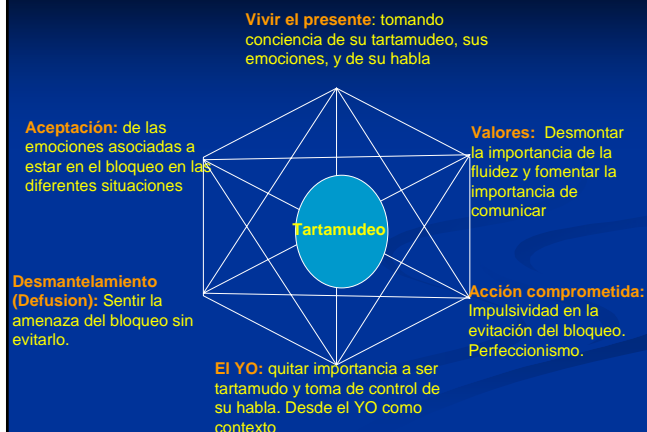 Vivir el presente: tomando
conciencia de su tartamudeo, sus
emociones, y de su habla
Aceptación: de las
emociones asociadas a
estar en el bloqueo en las
diferentes situaciones
Valores: Desmontar
la importancia de la
fluidez y fomentar la
importancia de
comunicar
Tartamudeo
Desmantelamiento
(Defusion): Sentir la
amenaza del bloqueo sin
evitarlo.
Acción comprometida:
Impulsividad en la
evitación del bloqueo.
Perfeccionismo.
El YO: quitar importancia a ser
tartamudo y toma de control de
su habla. Desde el YO como
contexto